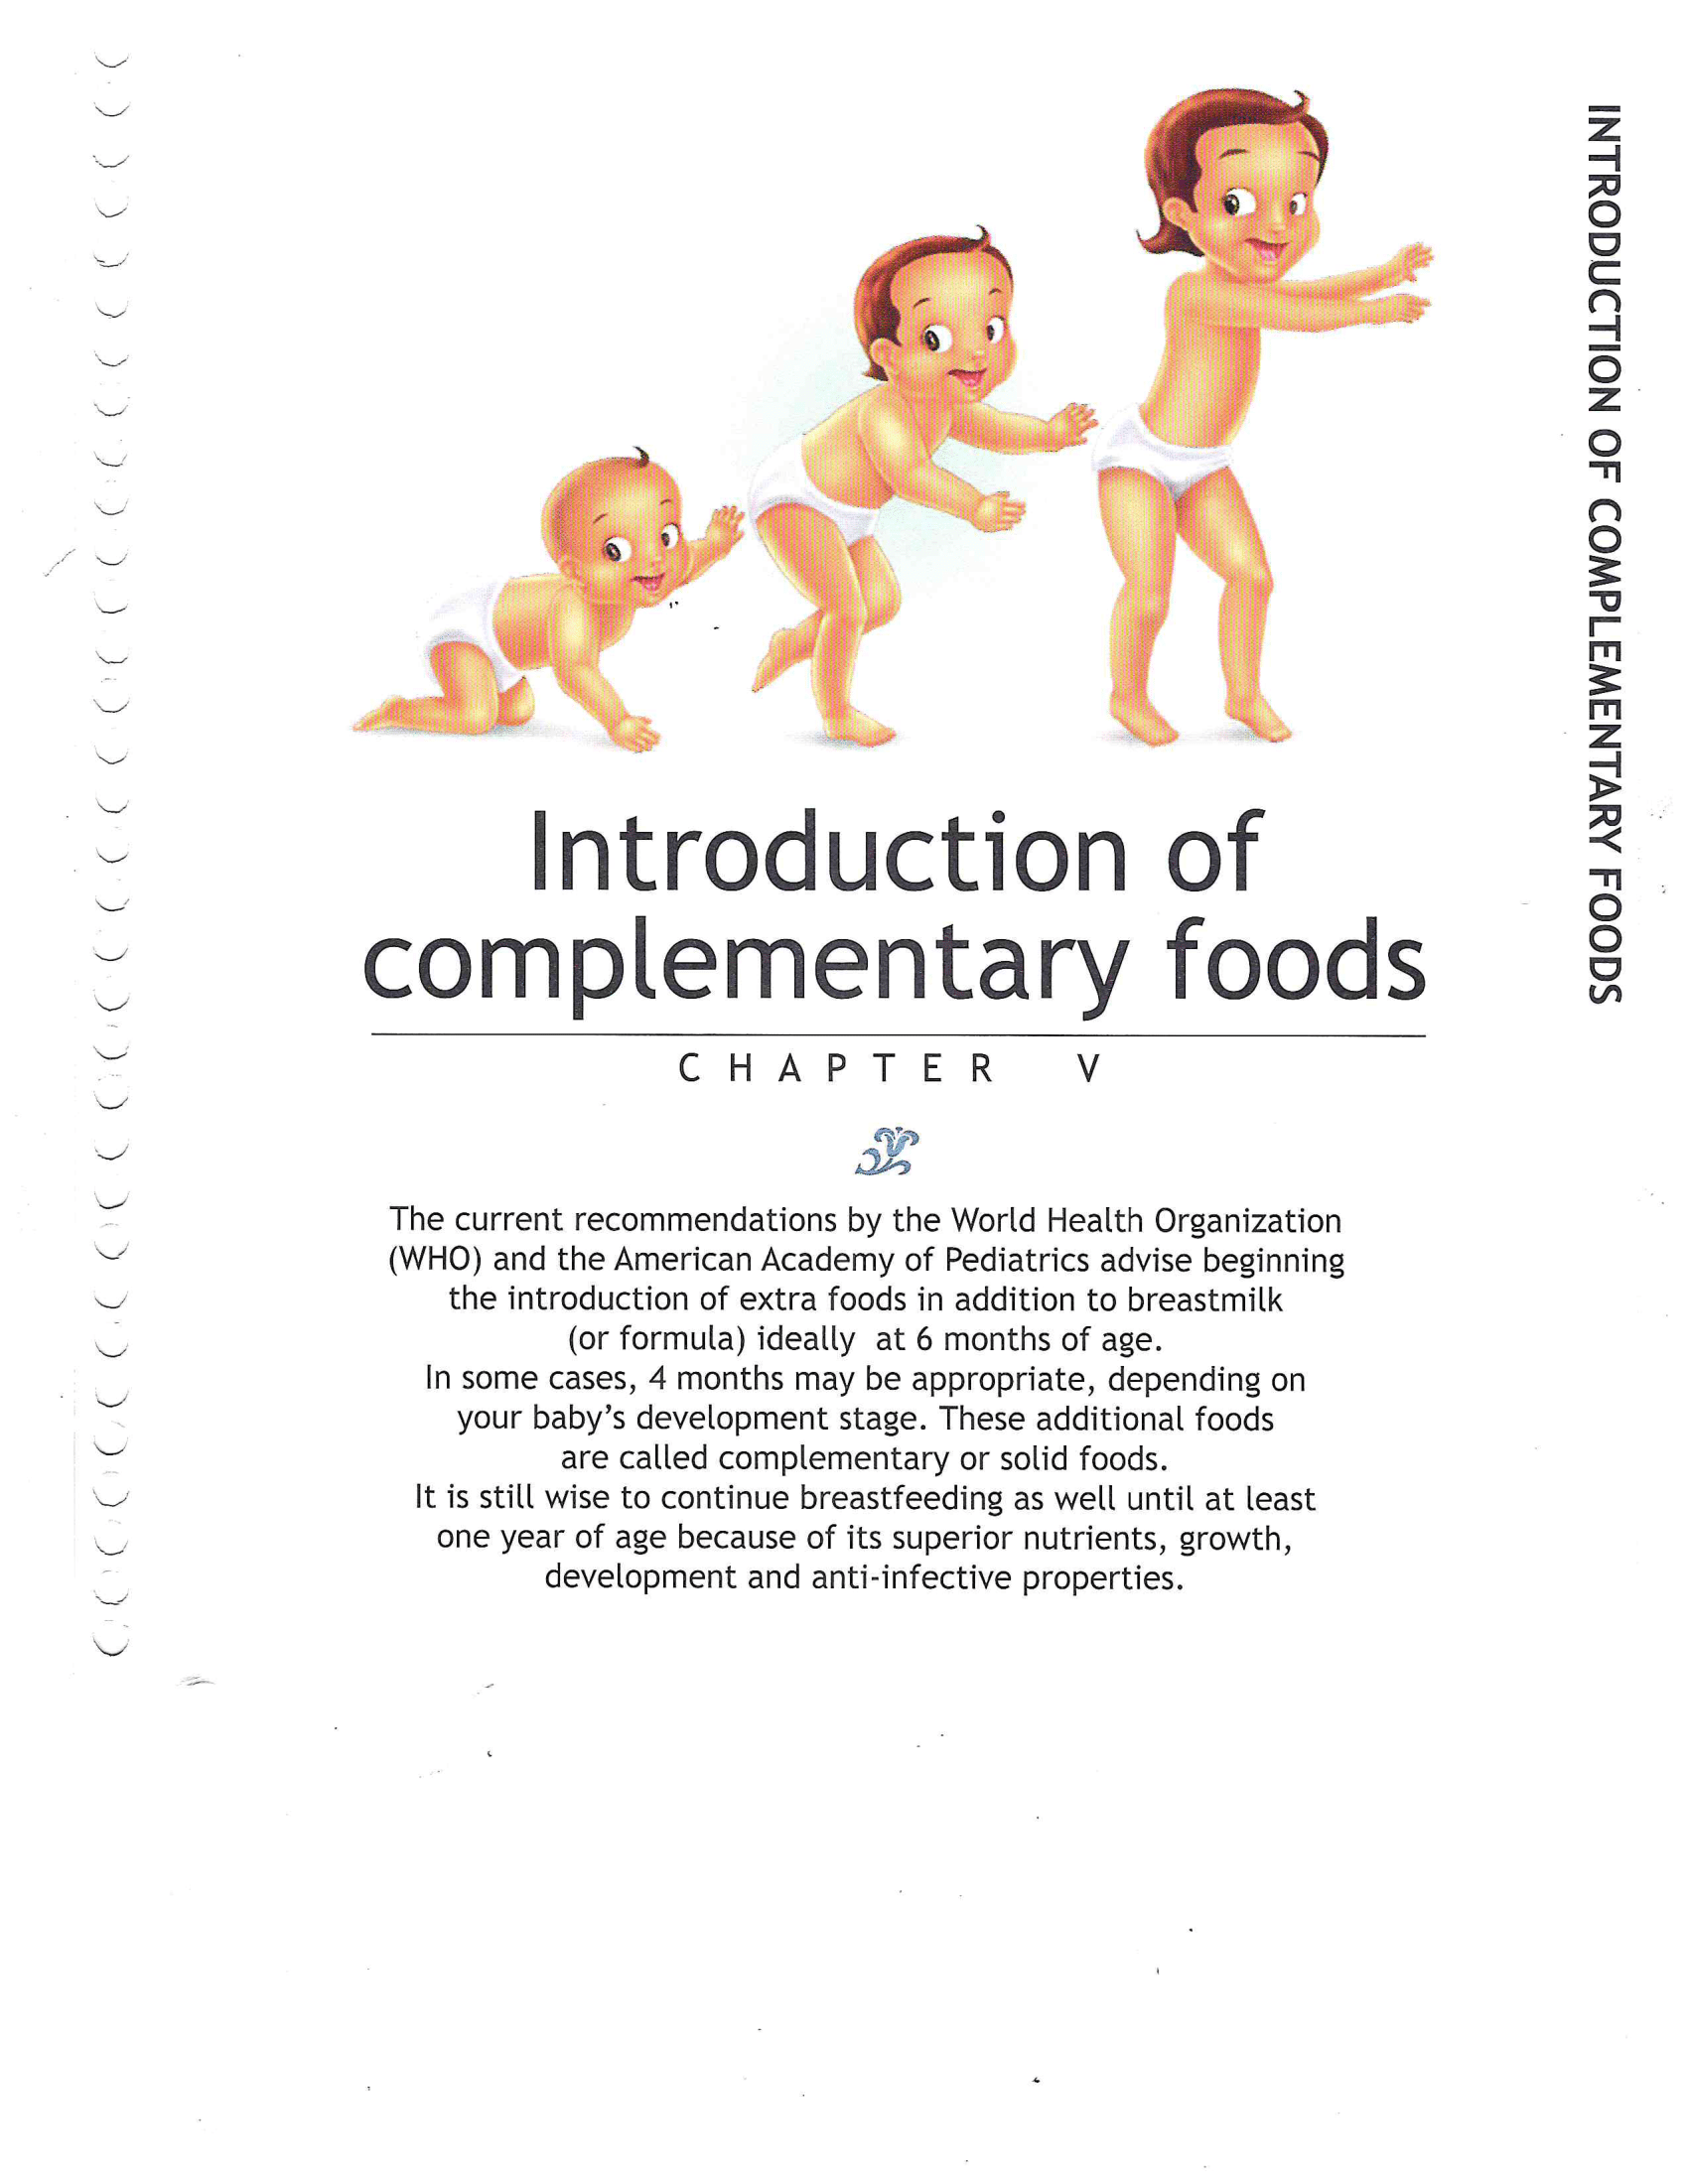 Introduction of
complementary foods
CHAPTER V
The current recommendations by the World Health Organization
(WHO) and the American Academy of Pediatrics advise beginning
the introduction of extra foods in addition to breastmilk
(or formula) ideally at 6 months of age.
In some cases, 4 months may be appropriate, depending on
your baby's development stage. These additional foods
are called complementary or solid foods.
It is still wise to continue breastfeeding as well until at least
one year of age because of its superior nutrients, growth,
development and anti-infective properties.
INTRODUCTION OF COMPLEMENTARY FOODS